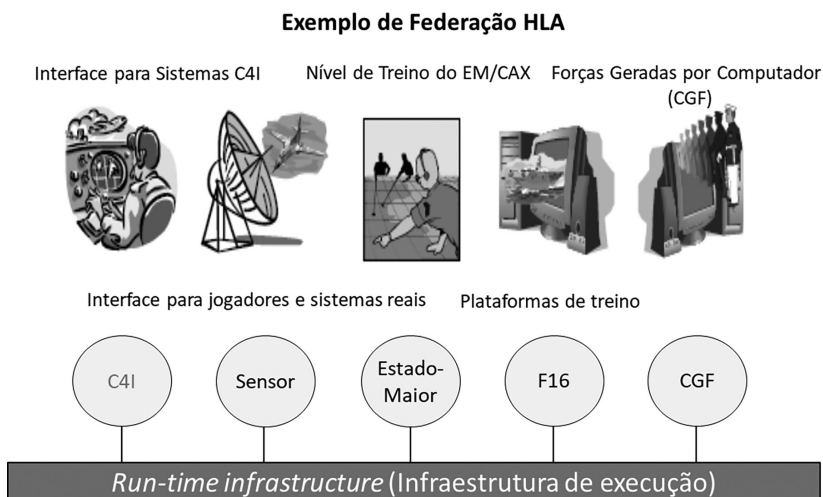 Exemplo de Federação HLA
Interface para Sistemas C4I
Nível de Treino do EM/CAX
Forças Geradas por Computador
(CGF)
Interface para jogadores e sistemas reais
Plataformas de treino
C4I
Sensor
Estado-
Maior
F16
CGF
Run-time infrastructure (Infraestrutura de execução)